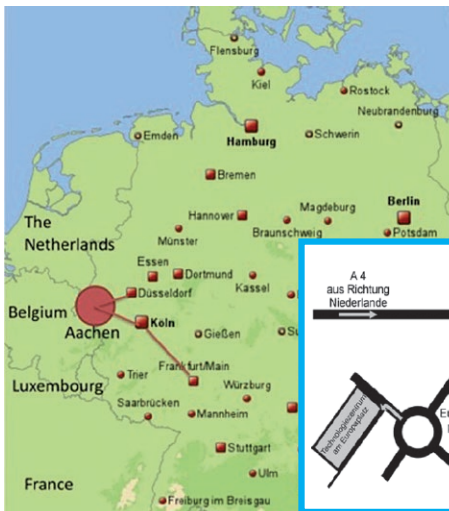 Flensburg
Kiel
Rostock
Neubrandenburg
Emden
Hamburg
Schwerin
Bremen
Berlin
The
Netherlands
Hannover
Magdeburg
Braunschweig
Potsdam
Münster
Essen
Dortmund
Kassel
Düsseldorf
Belgium
Aachen
Köln
Gießen
Frankfurt/Main
Luxembourg
Trier
Würzburg
Saarbrücken
Mannheim
Stuttgart
France
Ulm
Freiburg im Breisgau
A 4
aus Richtung
Niederlande
Technologiezentrum
am Europaplatz